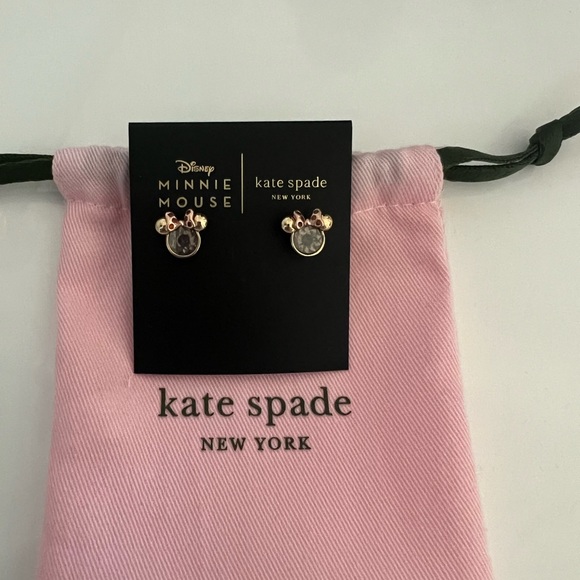 Disney
MINNIE
MOUSE
kate spade
NEW YORK
kate spade
NEW YORK